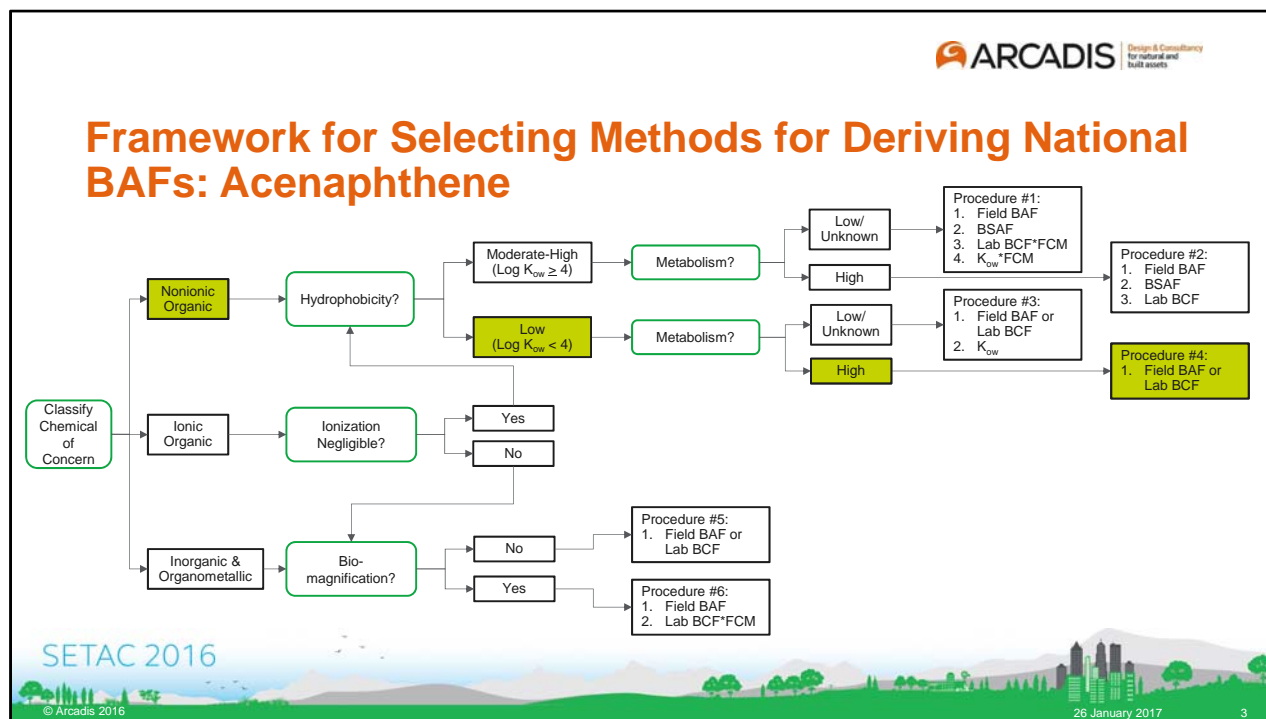 ARCADIS
Design & Consultancy
for natural and
built assets
Framework for Selecting Methods for Deriving National
BAFs: Acenaphthene
Classify
Chemical
of
Concern
Nonionic
Organic
Hydrophobicity?
Moderate-High
(Log Kow ≥ 4)
Metabolism?
Low/
Unknown
Procedure #1:
1. Field BAF
2. BSAF
3. Lab BCF*FCM
4. Kow*FCM
High
Procedure #2:
1. Field BAF
2. BSAF
3. Lab BCF
Low
(Log Kow < 4)
Metabolism?
Low/
Unknown
Procedure #3:
1. Field BAF or
Lab BCF
2. Kow
High
Procedure #4:
1. Field BAF or
Lab BCF
Ionic
Organic
Ionization
Negligible?
Yes
No
Inorganic &
Organometallic
Bio-
magnification?
No
Procedure #5:
1. Field BAF or
Lab BCF
Yes
Procedure #6:
1. Field BAF
2. Lab BCF*FCM
SETAC 2016
© Arcadis 2016
26 January 2017
3